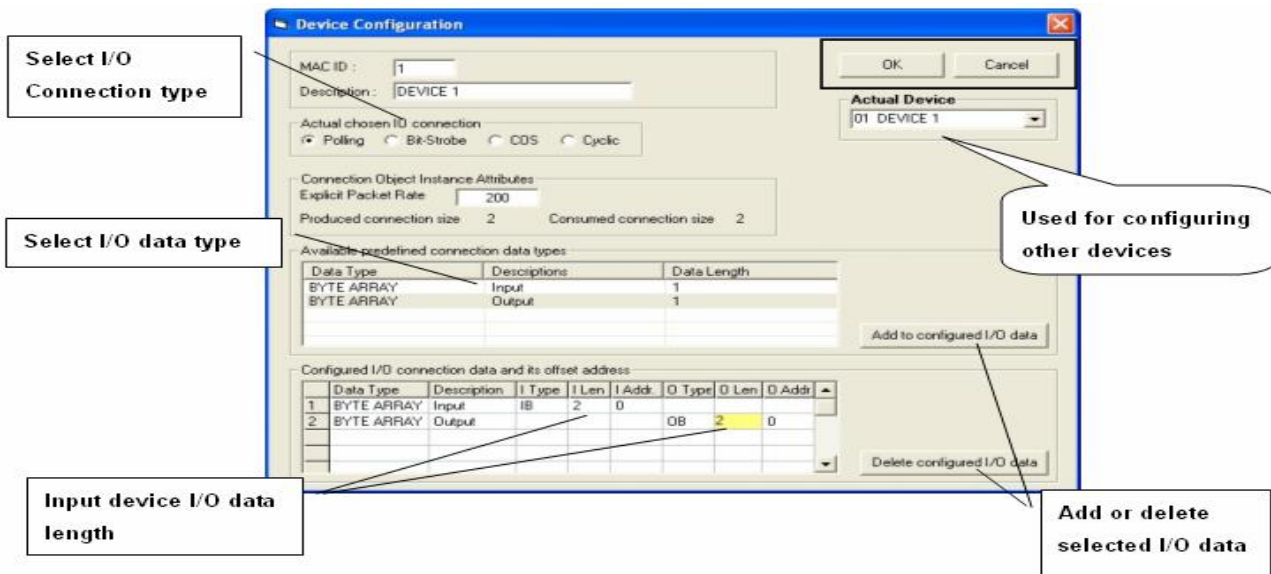 Device Configuration
Select I/O
Connection type
MAC ID :
1
OK
Cancel
Description :
DEVICE 1
Actual Device
01 DEVICE 1
Actual chosen IO connection
Polling
Bit-Strobe
COS
Cyclic
Connection Object Instance Attributes
Explicit Packet Rate
200
Produced connection size 2 Consumed connection size 2
Used for configuring
other devices
Select I/O data type
Available predefined connection data types
Data Type Descriptions Data Length
BYTE ARRAY Input 1
BYTE ARRAY Output 1
Add to configured I/O data
Configured I/O connection data and its offset address
Data Type Description I Type I Len I Addr. O Type O Len O Addr
1 BYTE ARRAY Input IB 2 0
2 BYTE ARRAY Output OB 2 0
Delete configured I/O data
Input device I/O data
length
Add or delete
selected I/O data